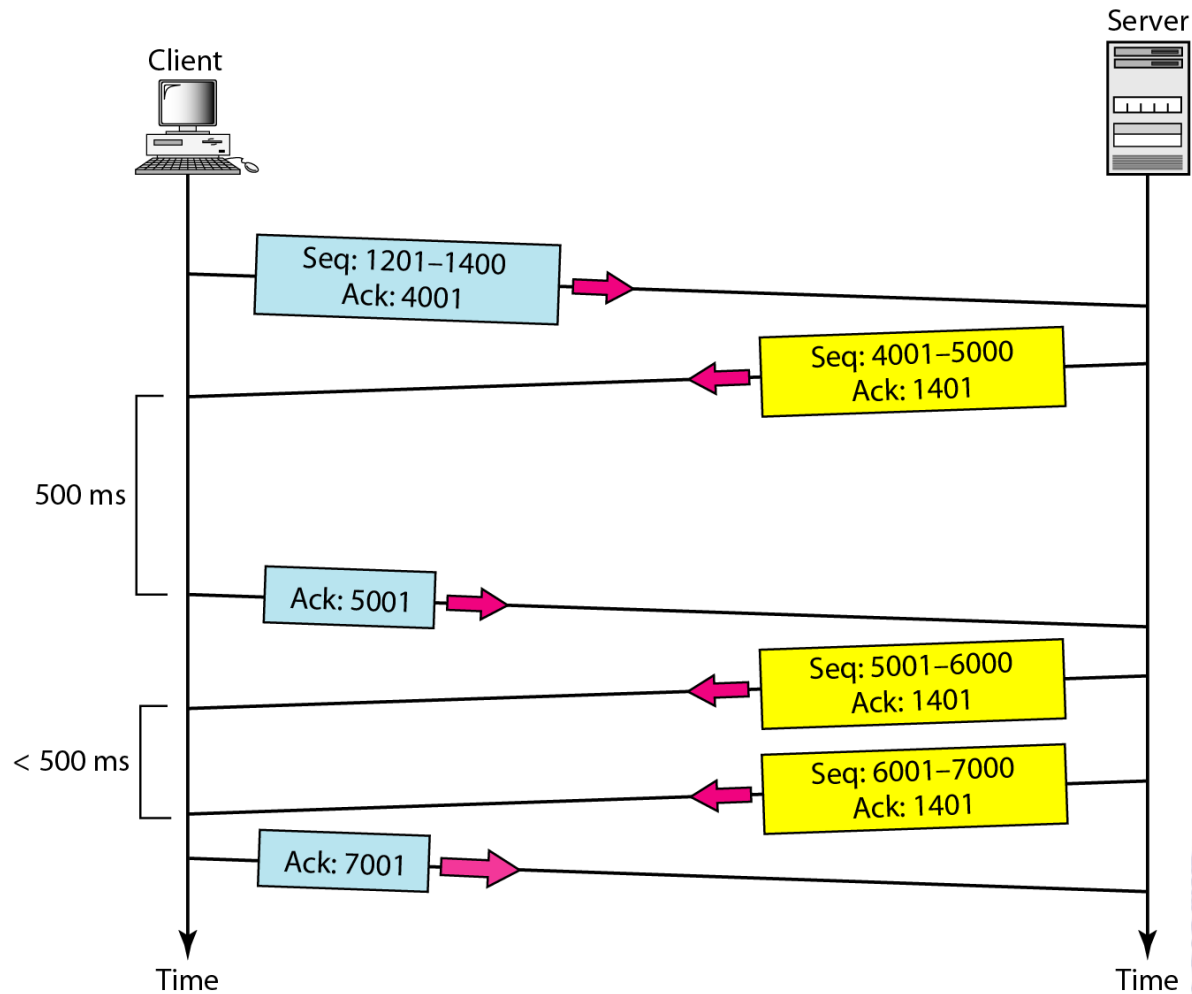 Server
Client
Seq: 1201–1400
Ack: 4001
Seq: 4001–5000
Ack: 1401
500 ms
Ack: 5001
Seq: 5001–6000
Ack: 1401
< 500 ms
Seq: 6001–7000
Ack: 1401
Ack: 7001
Time
Time